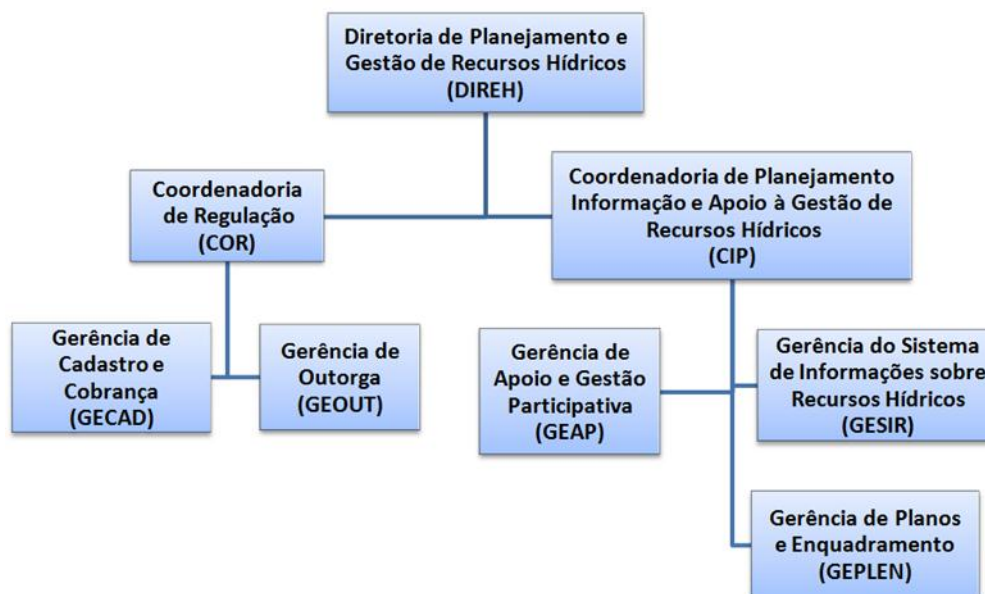 Diretoria de Planejamento e
Gestão de Recursos Hídricos
(DIREH)
Coordenadoria
de Regulação
(COR)
Coordenadoria de Planejamento
Informação e Apoio à Gestão de
Recursos Hídricos
(CIP)
Gerência de
Cadastro e
Cobrança
(GECAD)
Gerência de
Outorga
(GEOUT)
Gerência de
Apoio e Gestão
Participativa
(GEAP)
Gerência do Sistema
de Informações sobre
Recursos Hídricos
(GESIR)
Gerência de Planos
e Enquadramento
(GEPLEN)